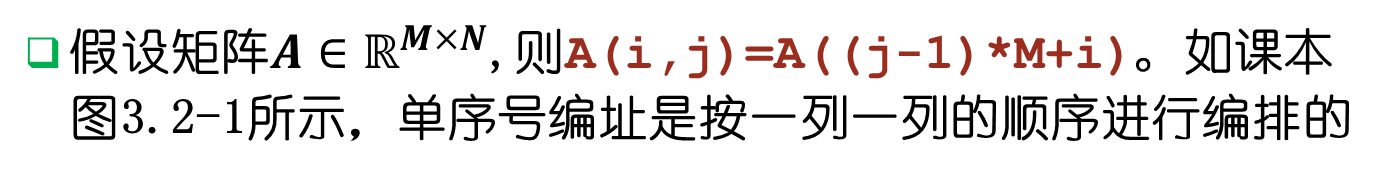 假设矩阵A ∈ ℝ^{M×N}, 则A(i,j)=A((j-1)*M+i)。如课本
图3.2-1所示，单序号编址是按一列一列的顺序进行编排的